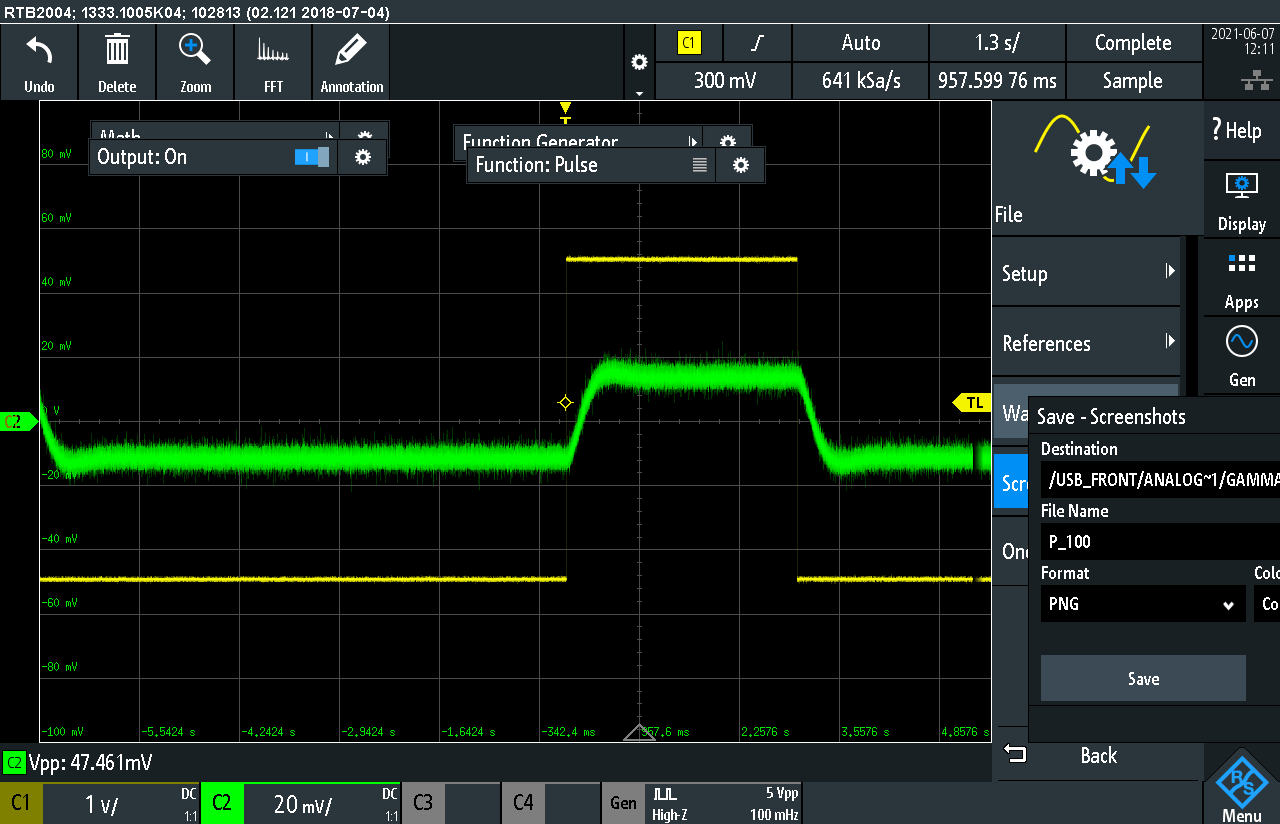 RTB2004; 1333.1005K04; 102813 (02.121 2018-07-04)
Undo
Delete
Zoom
FFT
Annotation
C1
Auto
1.3 s/
Complete
300 mV
641 kSa/s
957.599 76 ms
Sample
2021-06-07
12:11
Math
Output: On
Function Generator
Function: Pulse
T
80 mV
60 mV
40 mV
20 mV
0 V
-20 mV
-40 mV
-60 mV
-80 mV
-100 mV
-5.5424 s
-4.2424 s
-2.9424 s
-1.6424 s
-342.4 ms
957.6 ms
2.2576 s
3.5576 s
4.8576 s
C2
TL
File
Setup
References
Wa
Scr
On
Back
? Help
Display
Apps
Gen
Save - Screenshots
Destination
/USB_FRONT/ANALOG~1/GAMMA
File Name
P_100
Format
Colo
PNG
Co
Save
C2 Vpp: 47.461mV
C1
1 V/
DC
1:1
C2
20 mV/
DC
1:1
C3
C4
Gen
High-Z
5 Vpp
100 mHz
R&S
Menu